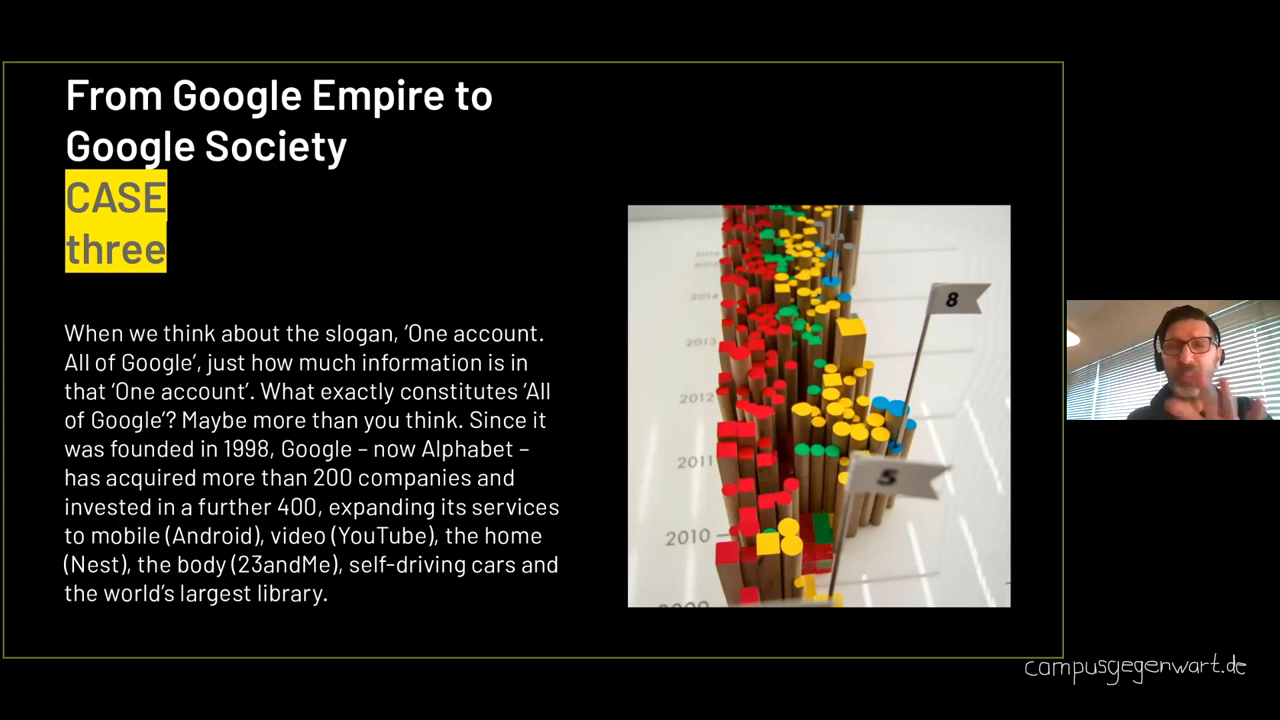 From Google Empire to
Google Society
CASE
three
When we think about the slogan, ‘One account.
All of Google’, just how much information is in
that ‘One account’. What exactly constitutes ‘All
of Google’? Maybe more than you think. Since it
was founded in 1998, Google – now Alphabet –
has acquired more than 200 companies and
invested in a further 400, expanding its services
to mobile (Android), video (YouTube), the home
(Nest), the body (23andMe), self-driving cars and
the world’s largest library.
2014
8
2013
2012
2011
5
2010
campusgegenwart.de